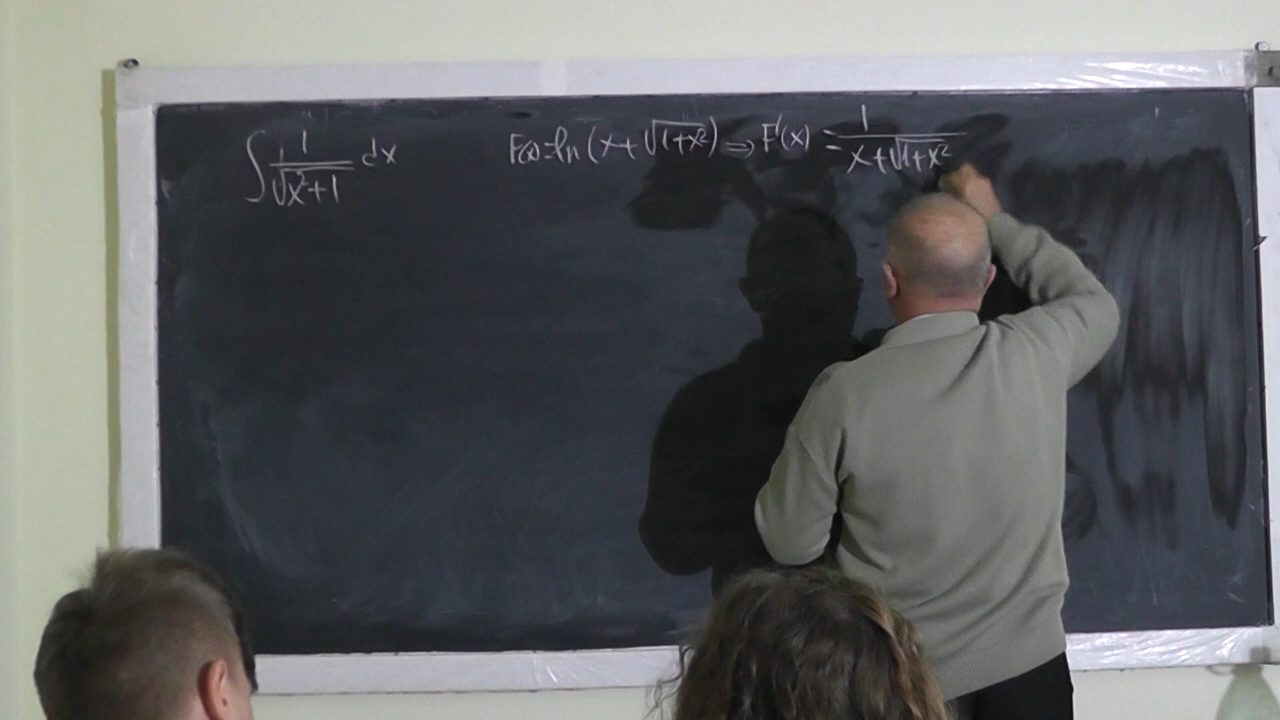 ∫ 1/√(x²+1) dx F(x)=ln(x+√(1+x²)) ⇒ F'(x) = 1/(x+√(1+x²))